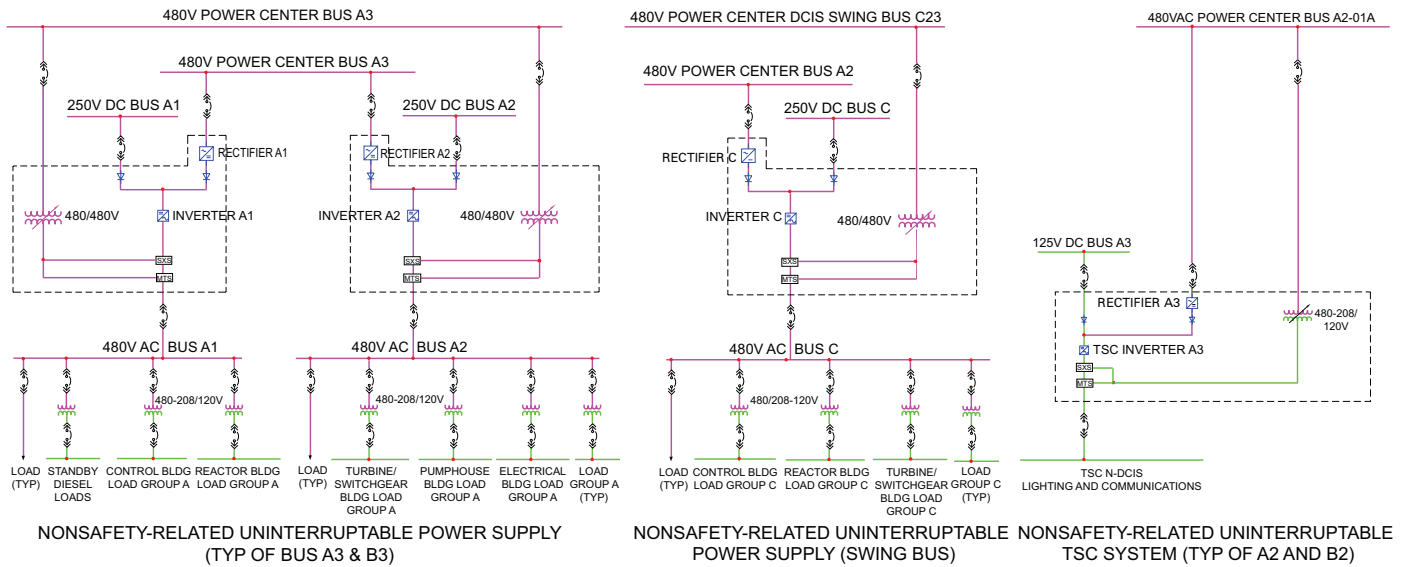 480V POWER CENTER BUS A3
480V POWER CENTER BUS A3
250V DC BUS A1
250V DC BUS A2
RECTIFIER A1
RECTIFIER A2
480/480V
INVERTER A1
INVERTER A2
480/480V
SXS
MTS
SXS
MTS
480V AC BUS A1
480V AC BUS A2
480-208/120V
480-208/120V
LOAD
(TYP)
STANDBY
DIESEL
LOADS
CONTROL BLDG
LOAD GROUP A
REACTOR BLDG
LOAD GROUP A
LOAD
(TYP)
TURBINE/
SWITCHGEAR
BLDG LOAD
GROUP A
PUMPHOUSE
BLDG LOAD
GROUP A
ELECTRICAL
BLDG LOAD
GROUP A
LOAD
GROUP A
(TYP)
NONSAFETY-RELATED UNINTERRUPTABLE POWER SUPPLY
(TYP OF BUS A3 & B3)
480V POWER CENTER DCIS SWING BUS C23
480V POWER CENTER BUS A2
250V DC BUS C
RECTIFIER C
INVERTER C
480/480V
SXS
MTS
480V AC BUS C
480/208-120V
LOAD
(TYP)
CONTROL BLDG
LOAD GROUP C
REACTOR BLDG
LOAD GROUP C
TURBINE/
SWITCHGEAR
BLDG LOAD
GROUP C
LOAD
GROUP C
(TYP)
NONSAFETY-RELATED UNINTERRUPTABLE
POWER SUPPLY (SWING BUS)
480VAC POWER CENTER BUS A2-01A
125V DC BUS A3
RECTIFIER A3
480-208/
120V
TSC INVERTER A3
SXS
MTS
TSC N-DCIS
LIGHTING AND COMMUNICATIONS
NONSAFETY-RELATED UNINTERRUPTABLE
TSC SYSTEM (TYP OF A2 AND B2)